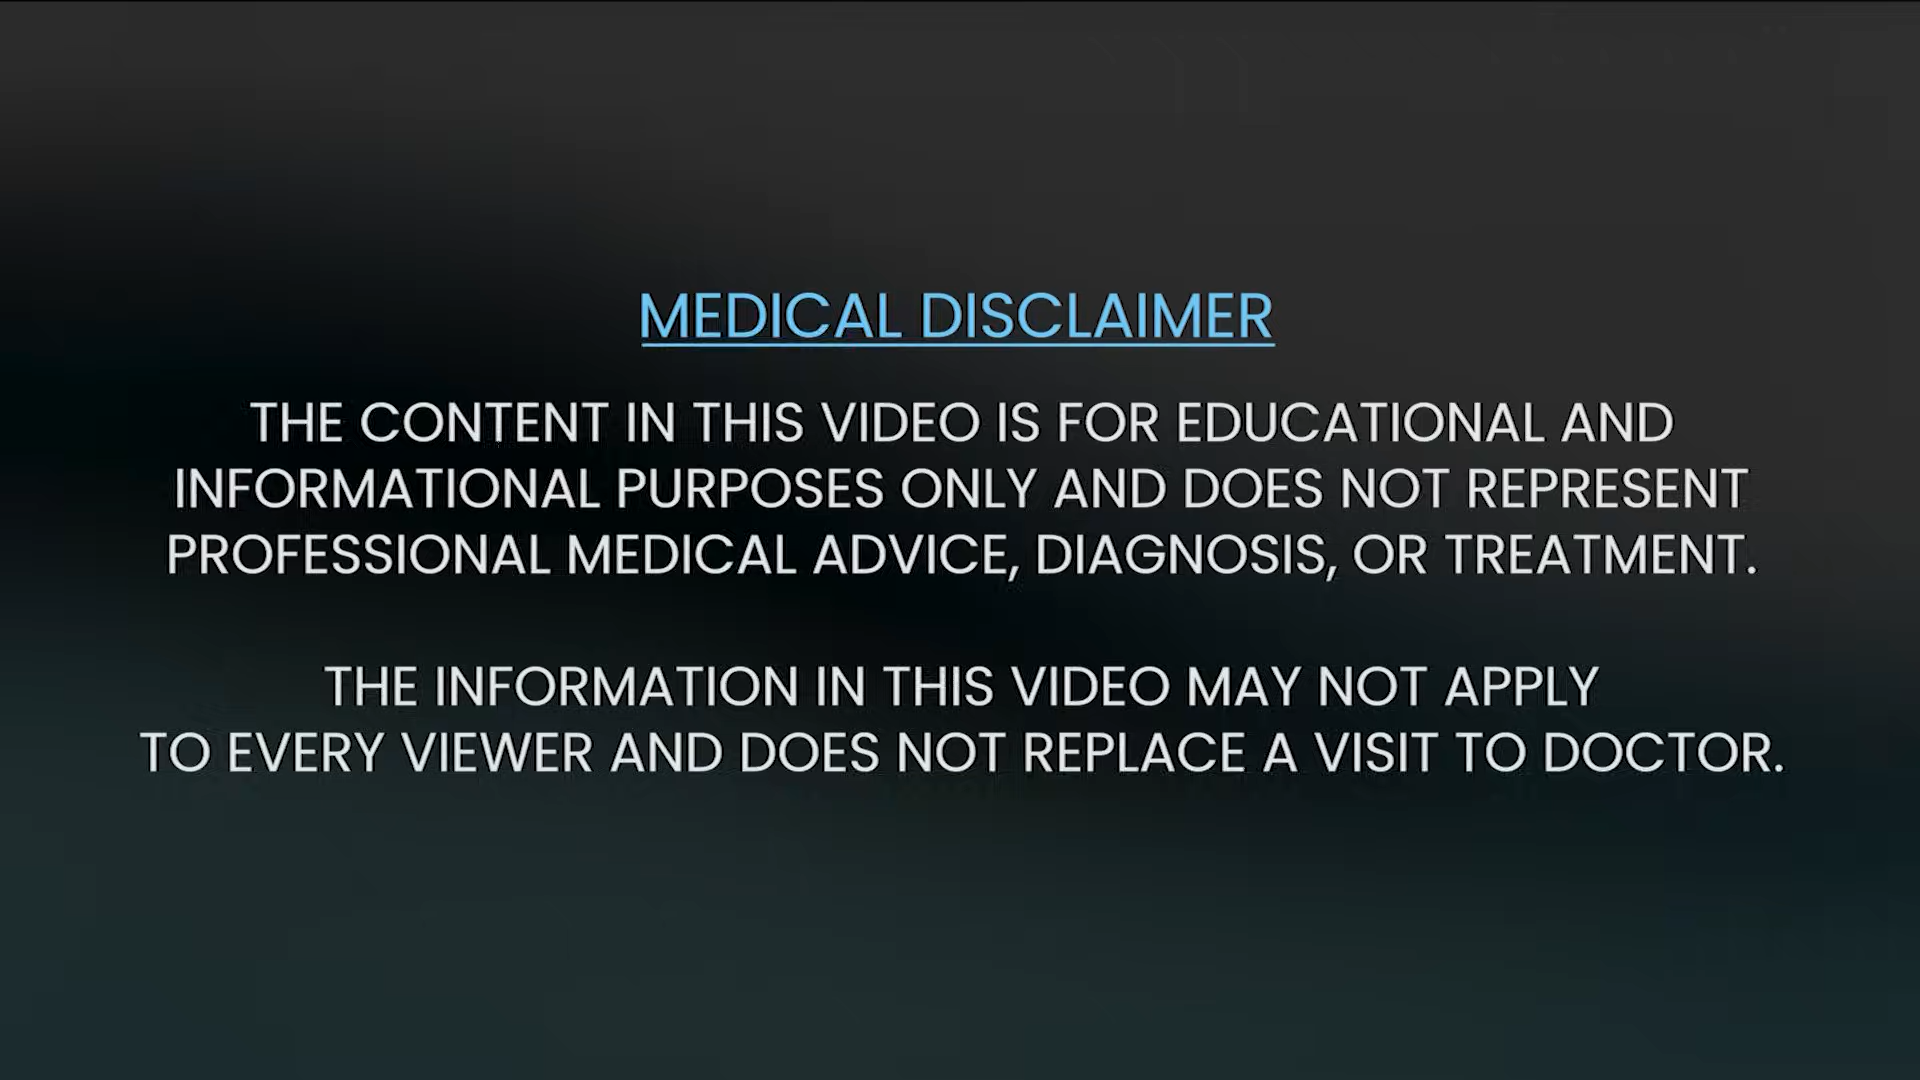 MEDICAL DISCLAIMER
THE CONTENT IN THIS VIDEO IS FOR EDUCATIONAL AND
INFORMATIONAL PURPOSES ONLY AND DOES NOT REPRESENT
PROFESSIONAL MEDICAL ADVICE, DIAGNOSIS, OR TREATMENT.
THE INFORMATION IN THIS VIDEO MAY NOT APPLY
TO EVERY VIEWER AND DOES NOT REPLACE A VISIT TO DOCTOR.